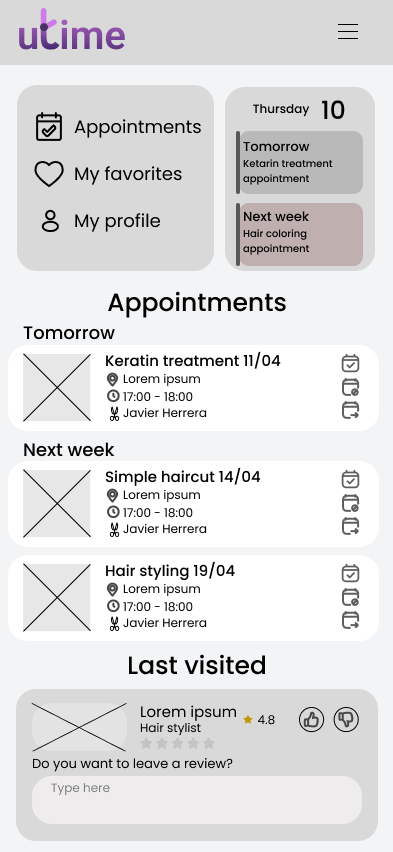 utime
Appointments
My favorites
My profile
Thursday 10
Tomorrow
Ketarin treatment
appointment
Next week
Hair coloring
appointment
Appointments
Tomorrow
Keratin treatment 11/04
Lorem ipsum
17:00 - 18:00
Javier Herrera
Next week
Simple haircut 14/04
Lorem ipsum
17:00 - 18:00
Javier Herrera
Hair styling 19/04
Lorem ipsum
17:00 - 18:00
Javier Herrera
Last visited
Lorem ipsum 4.8
Hair stylist
Do you want to leave a review?
Type here